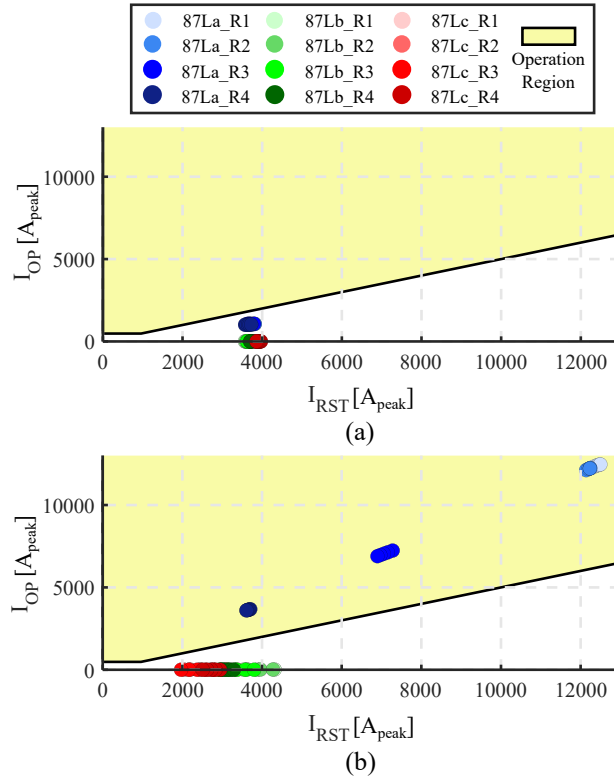 87La_R1 87Lb_R1 87Lc_R1
87La_R2 87Lb_R2 87Lc_R2
87La_R3 87Lb_R3 87Lc_R3
87La_R4 87Lb_R4 87Lc_R4
Operation
Region
10000
5000
0
I_OP [A_peak]
0 2000 4000 6000 8000 10000 12000
I_RST [A_peak]
(a)
10000
5000
0
I_OP [A_peak]
0 2000 4000 6000 8000 10000 12000
I_RST [A_peak]
(b)